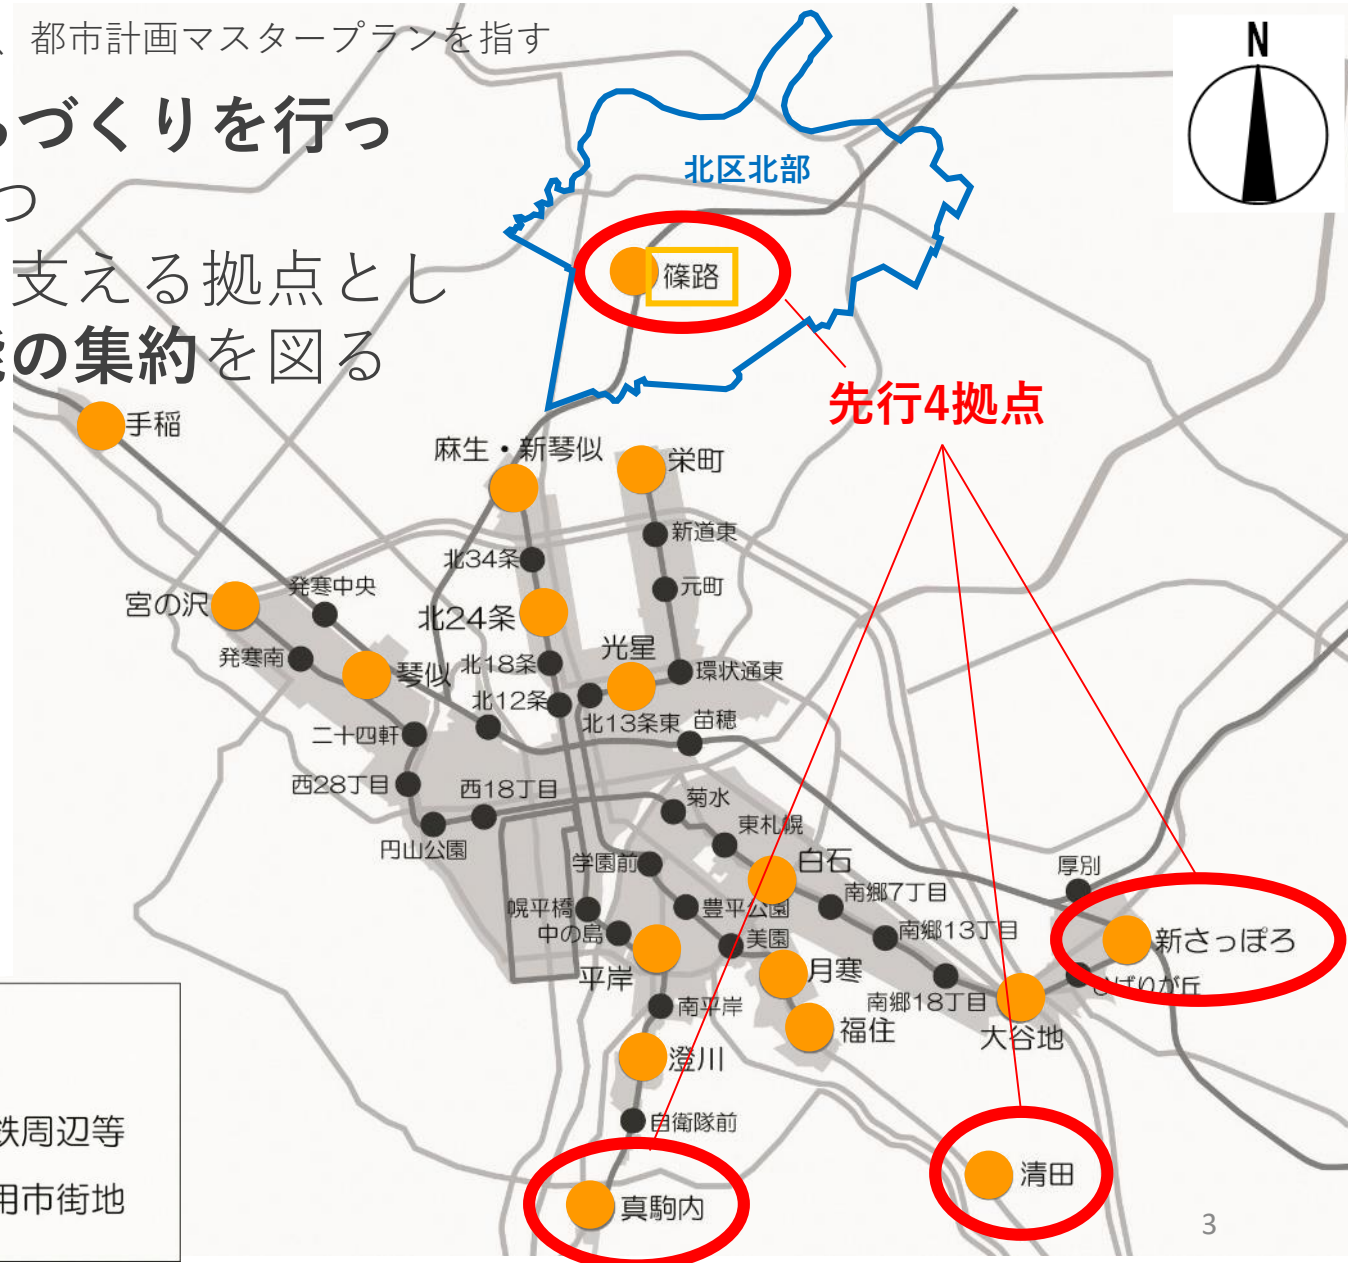 、都市計画マスタープランを指す
ちづくりを行っ
つ
支える拠点とし
能の集約を図る
N
北区北部
篠路
先行4拠点
手稲
麻生・新琴似
栄町
新道東
北34条
元町
発寒中央
宮の沢
北24条
光星
発寒南
琴似
北18条
環状通東
北12条
北13条東
苗穂
二十四軒
西28丁目
西18丁目
菊水
東札幌
円山公園
学園前
白石
厚別
南郷7丁目
幌平橋
豊平公園
中の島
美園
南郷13丁目
新さっぽろ
平岸
月寒
ひばりが丘
南郷18丁目
南平岸
福住
大谷地
澄川
自衛隊前
清田
真駒内
鉄周辺等
用市街地
3